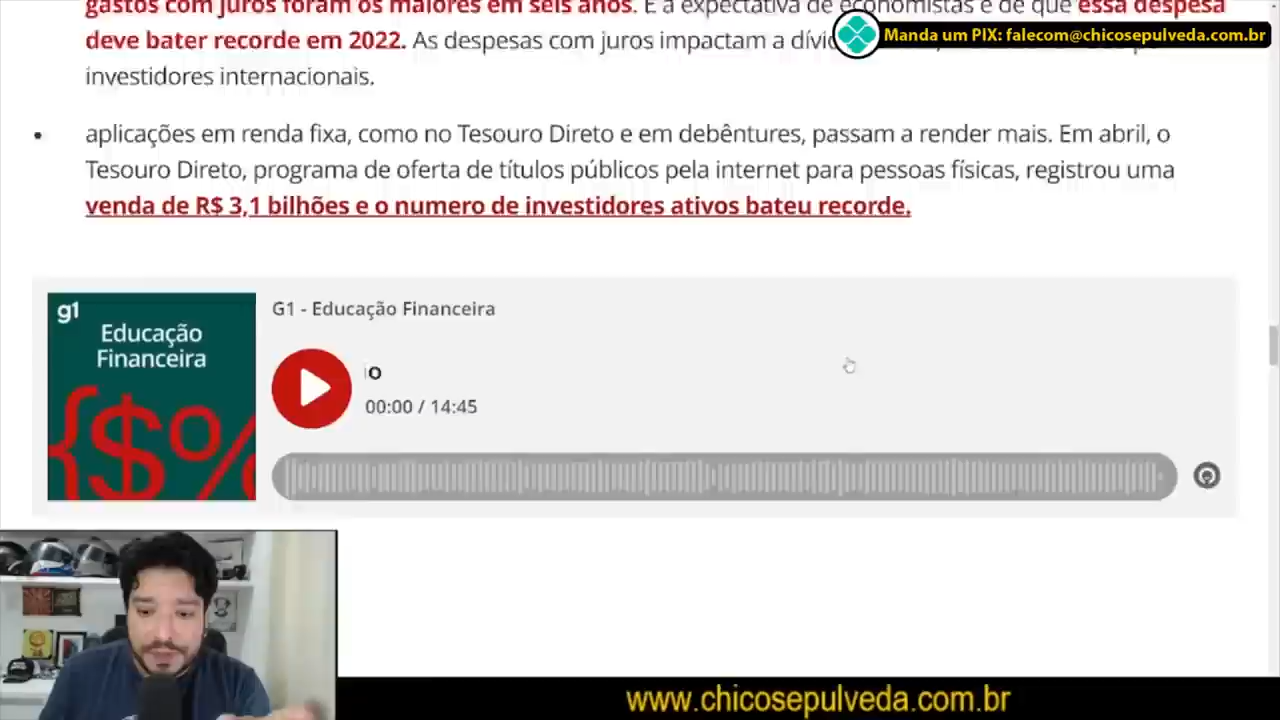 gastos com juros foram os maiores em seis anos. E a expectativa de economistas é de que essa despesa
deve bater recorde em 2022. As despesas com juros impactam a
investidores internacionais.
Manda um PIX: falecom@chicosepulveda.com.br
• aplicações em renda fixa, como no Tesouro Direto e em debêntures, passam a render mais. Em abril, o
Tesouro Direto, programa de oferta de títulos públicos pela internet para pessoas físicas, registrou uma
venda de R$ 3,1 bilhões e o numero de investidores ativos bateu recorde.
g1
Educação
Financeira
{$%
G1 - Educação Financeira
00:00 / 14:45
www.chicosepulveda.com.br